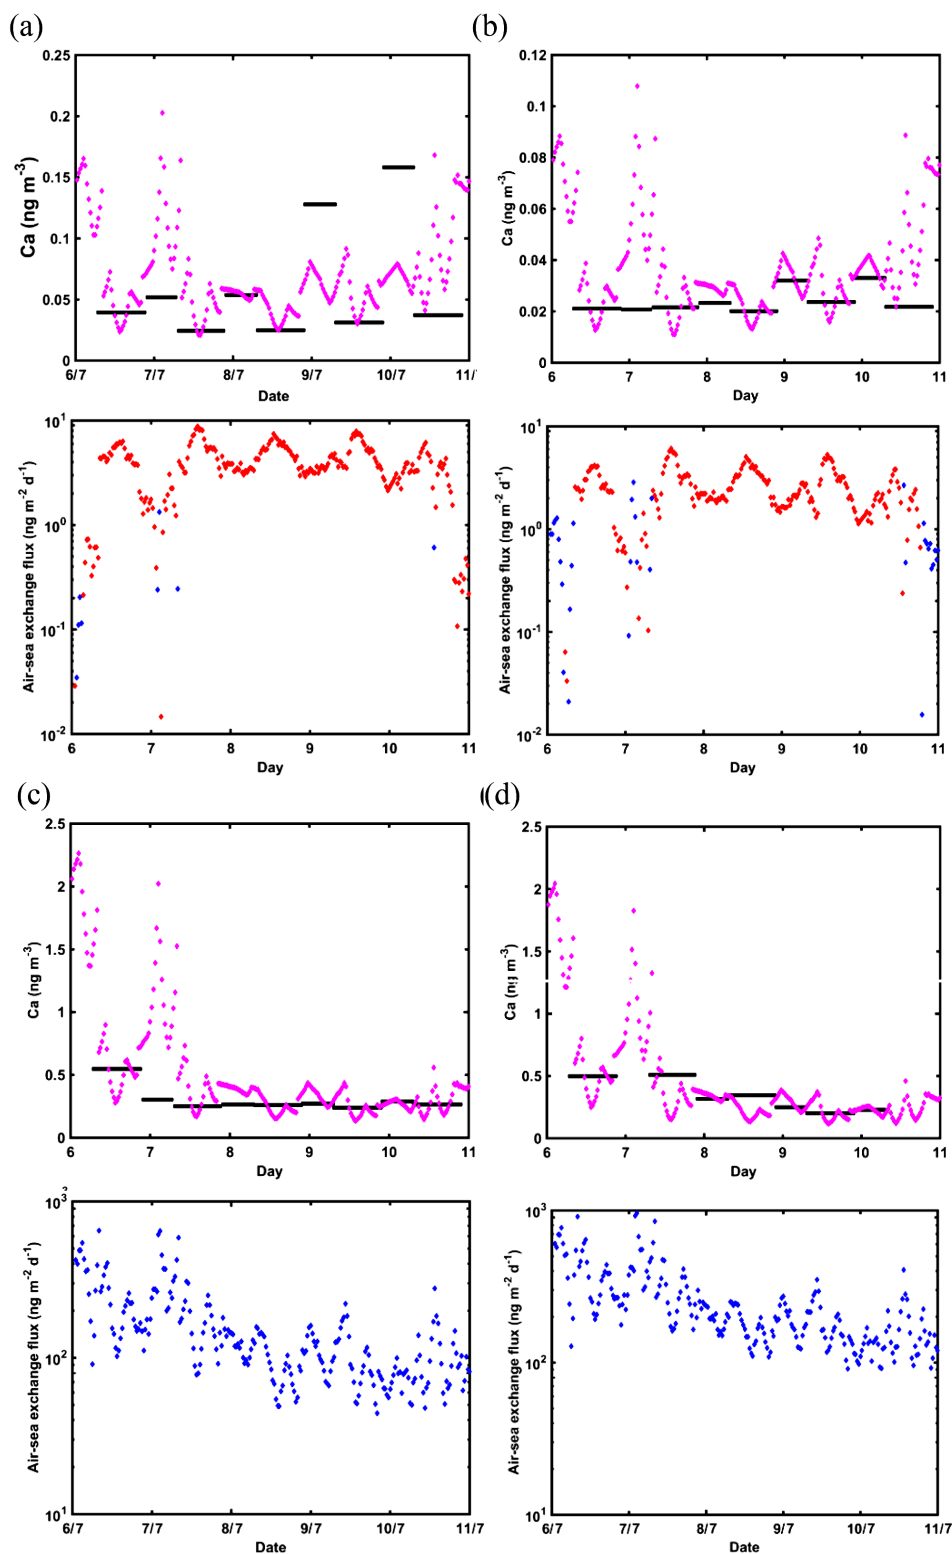 (a)
0.25
0.2
0.15
0.1
0.05
0
Ca (ng m⁻³)
6/7 7/7 8/7 9/7 10/7 11/
Date
(b)
0.12
0.1
0.08
0.06
0.04
0.02
0
Ca (ng m⁻³)
6 7 8 9 10 11
Day
10¹
10⁰
10⁻¹
10⁻²
Air-sea exchange flux (ng m⁻² d⁻¹)
6 7 8 9 10 11
Day
10¹
10⁰
10⁻¹
10⁻²
Air-sea exchange flux (ng m⁻² d⁻¹)
6 7 8 9 10 11
Day
(c)
2.5
2
1.5
1
0.5
0
Ca (ng m⁻³)
6 7 8 9 10 11
Day
(d)
2.5
2
1.5
1
0.5
0
Ca (ng m⁻³)
6 7 8 9 10 11
Day
10³
10²
10¹
Air-sea exchange flux (ng m⁻² d⁻¹)
6/7 7/7 8/7 9/7 10/7 11/7
Date
10³
10²
10¹
Air-sea exchange flux (ng m⁻² d⁻¹)
6/7 7/7 8/7 9/7 10/7 11/7
Date